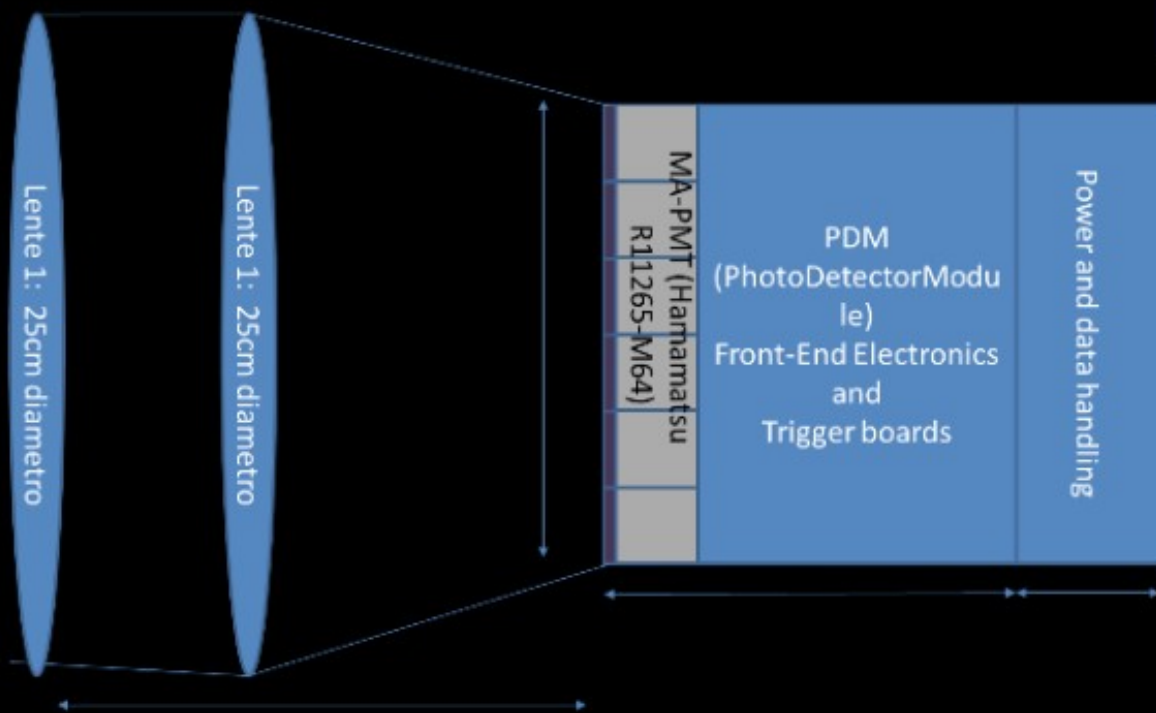 Lente 1: 25cm diametro
Lente 1: 25cm diametro
MA-PMT (Hamamatsu
R11265-M64)
PDM
(PhotoDetectorModu
le)
Front-End Electronics
and
Trigger boards
Power and data handling